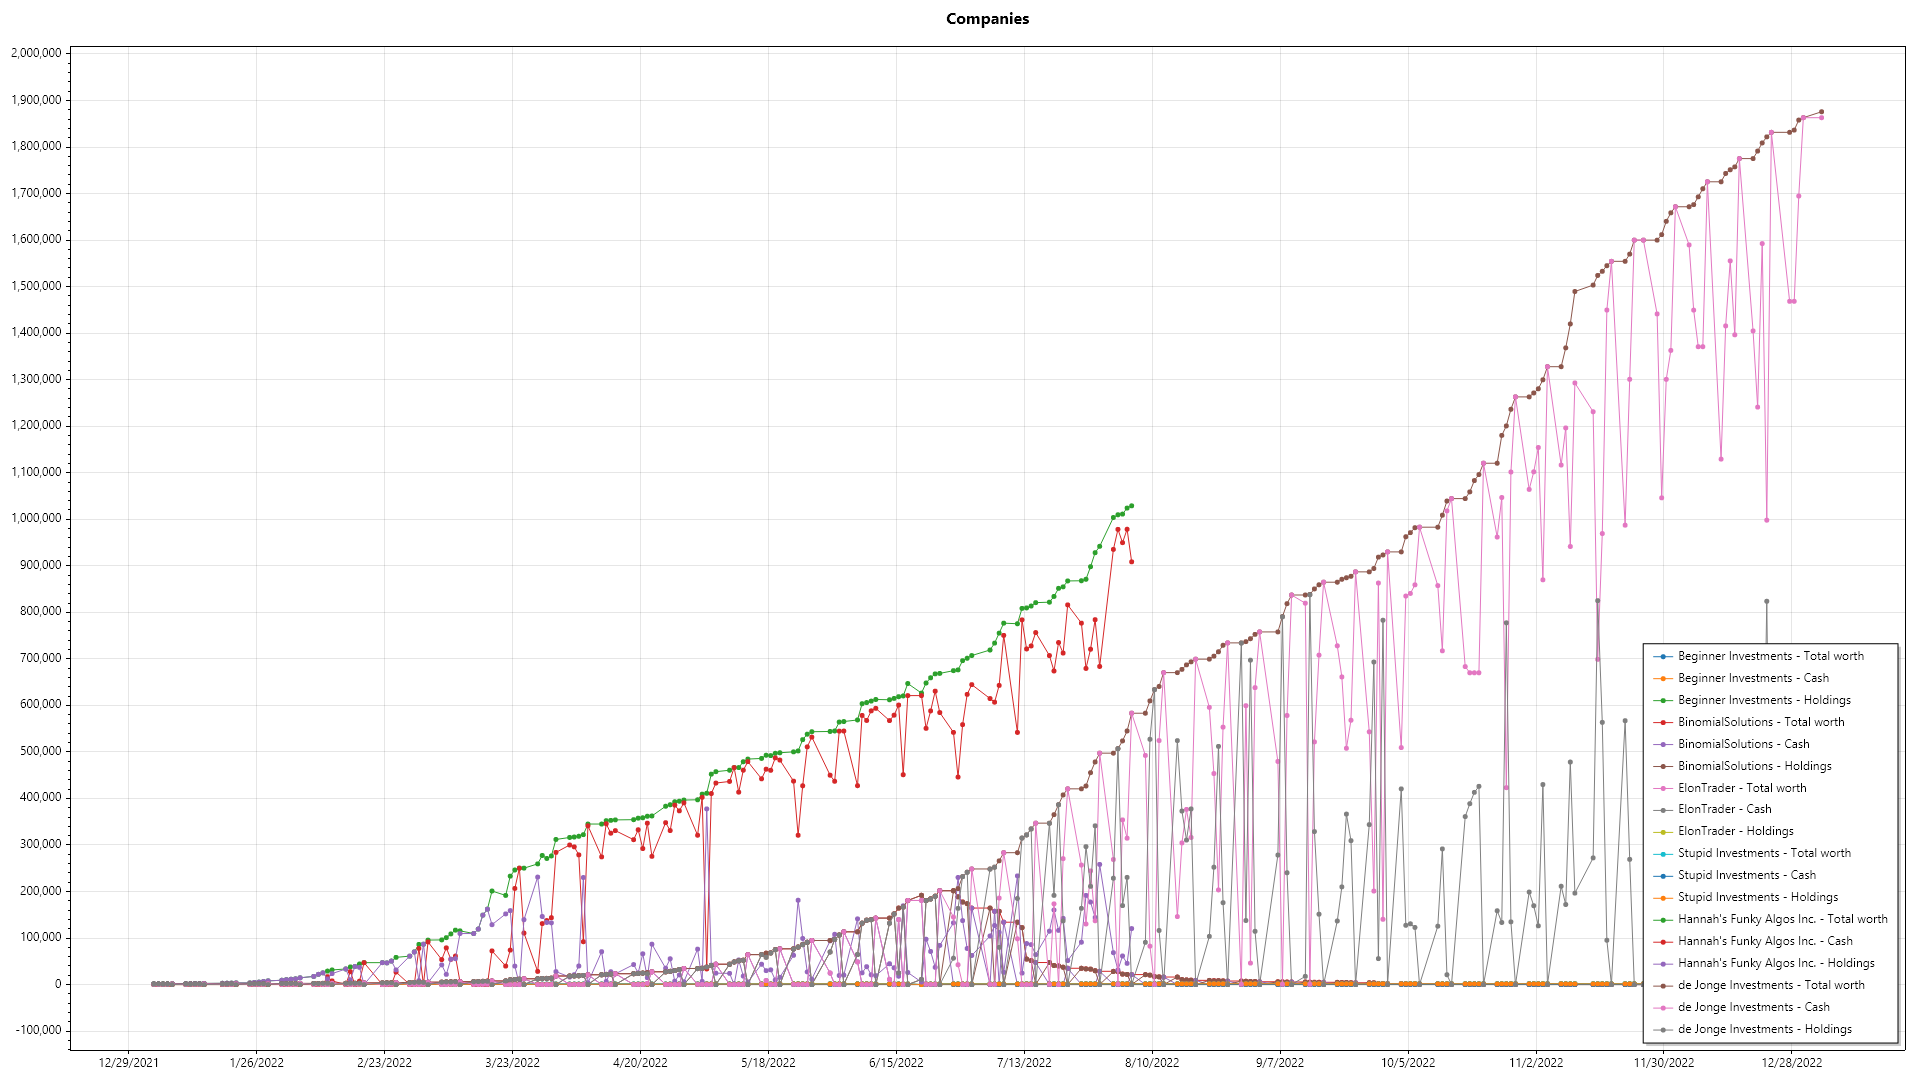 Companies
2,000,000
1,900,000
1,800,000
1,700,000
1,600,000
1,500,000
1,400,000
1,300,000
1,200,000
1,100,000
1,000,000
900,000
800,000
700,000
600,000
500,000
400,000
300,000
200,000
100,000
0
-100,000
Beginner Investments - Total worth
Beginner Investments - Cash
Beginner Investments - Holdings
BinomialSolutions - Total worth
BinomialSolutions - Cash
BinomialSolutions - Holdings
ElonTrader - Total worth
ElonTrader - Cash
ElonTrader - Holdings
Stupid Investments - Total worth
Stupid Investments - Cash
Stupid Investments - Holdings
Hannah's Funky Algos Inc. - Total worth
Hannah's Funky Algos Inc. - Cash
Hannah's Funky Algos Inc. - Holdings
de Jonge Investments - Total worth
de Jonge Investments - Cash
de Jonge Investments - Holdings
12/29/2021 1/26/2022 2/23/2022 3/23/2022 4/20/2022 5/18/2022 6/15/2022 7/13/2022 8/10/2022 9/7/2022 10/5/2022 11/2/2022 11/30/2022 12/28/2022